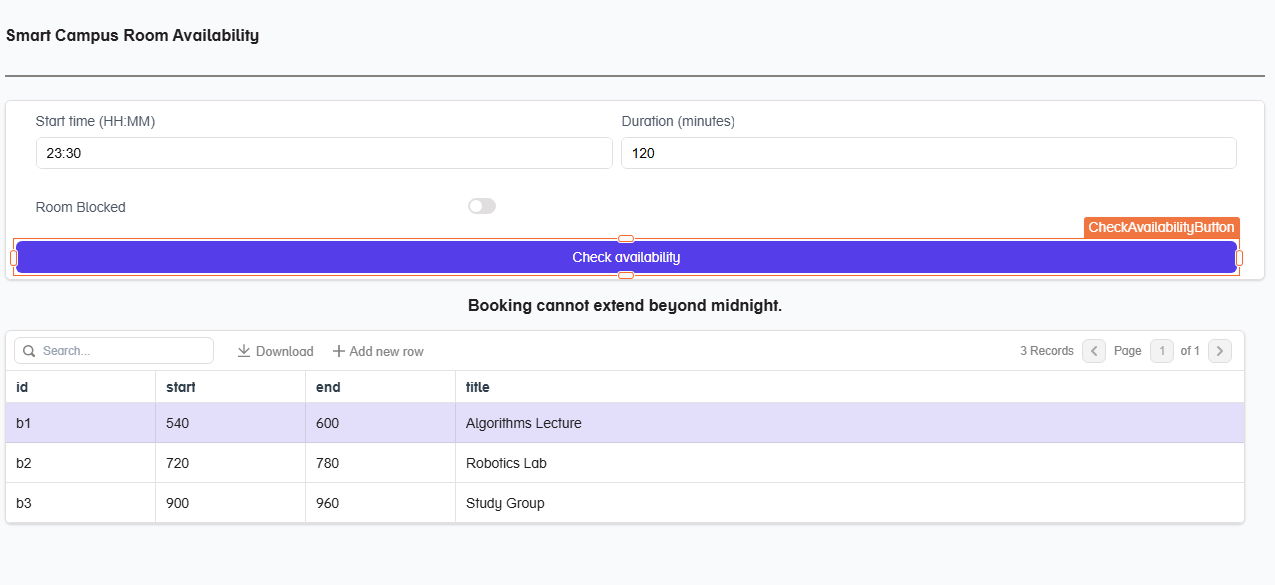 Smart Campus Room Availability
Start time (HH:MM) Duration (minutes)
23:30 120
Room Blocked
CheckAvailabilityButton
Check availability
Booking cannot extend beyond midnight.
Search... Download Add new row 3 Records Page 1 of 1
id start end title
b1 540 600 Algorithms Lecture
b2 720 780 Robotics Lab
b3 900 960 Study Group